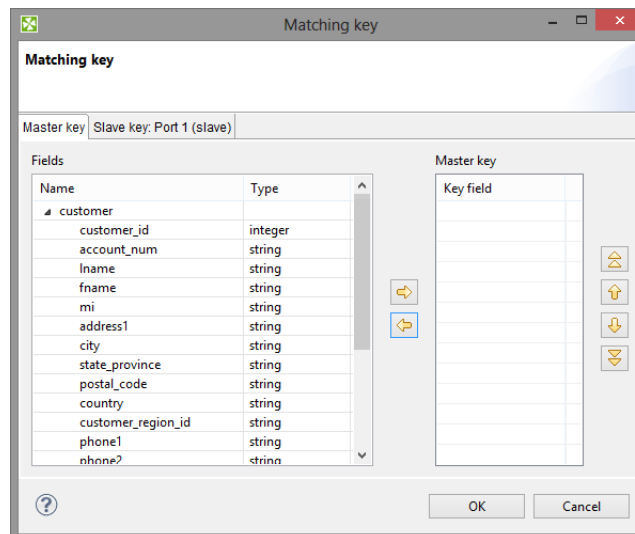 Matching key
Matching key
Master key Slave key: Port 1 (slave)
Fields Master key
Name Type Key field
customer
customer_id integer
account_num string
lname string
fname string
mi string
address1 string
city string
state_province string
postal_code string
country string
customer_region_id string
phone1 string
phone2 string
OK Cancel